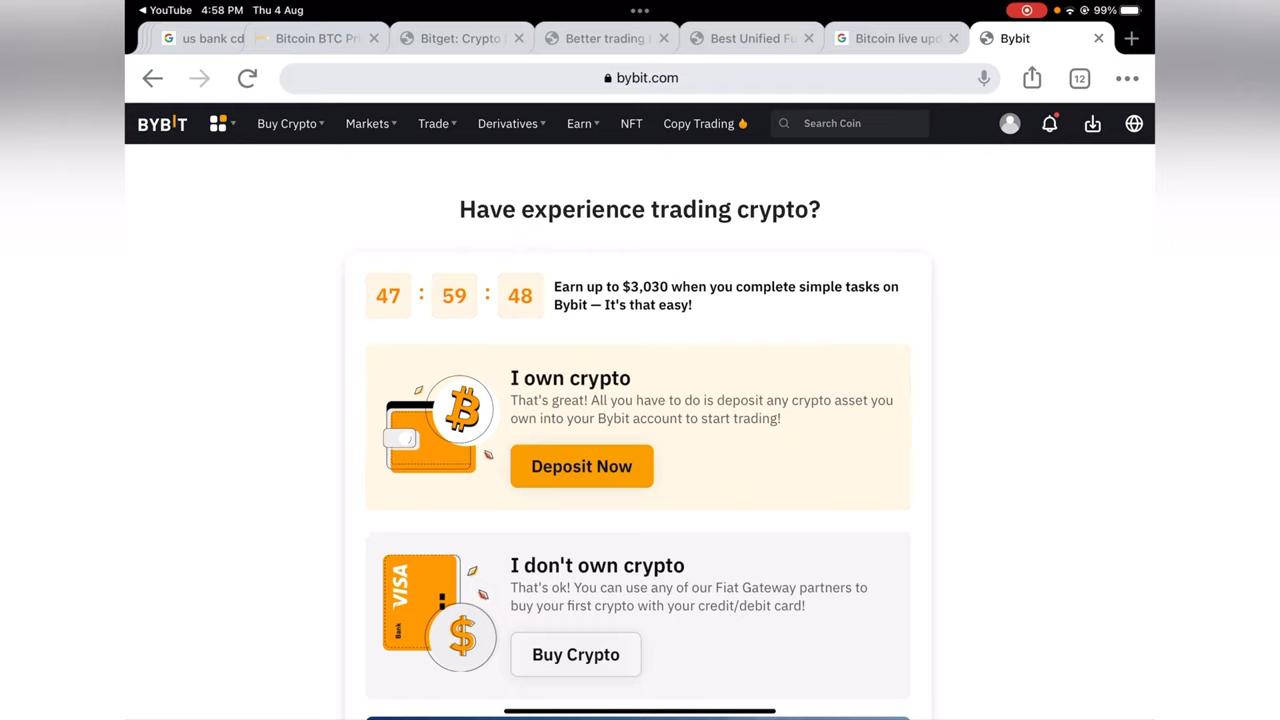 YouTube 4:58 PM Thu 4 Aug 99%
us bank cd Bitcoin BTC Pri Bitget: Crypto Better trading Best Unified Fu Bitcoin live upd Bybit
bybit.com 12
BYBIT Buy Crypto Markets Trade Derivatives Earn NFT Copy Trading Search Coin
Have experience trading crypto?
47 : 59 : 48
Earn up to $3,030 when you complete simple tasks on
Bybit — It's that easy!
I own crypto
That's great! All you have to do is deposit any crypto asset you
own into your Bybit account to start trading!
Deposit Now
I don't own crypto
That's ok! You can use any of our Fiat Gateway partners to
buy your first crypto with your credit/debit card!
VISA
Bank
Buy Crypto